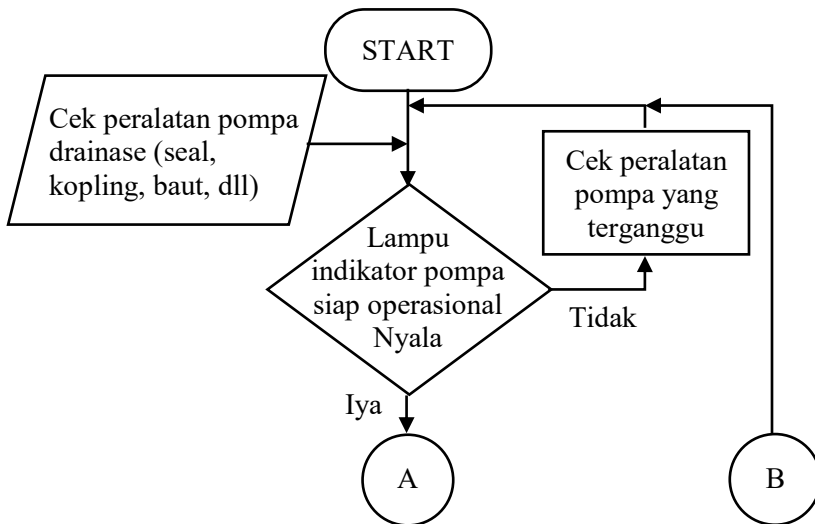 START
Cek peralatan pompa
drainase (seal,
kopling, baut, dll)
Cek peralatan
pompa yang
terganggu
Lampu
indikator pompa
siap operasional
Nyala
Tidak
Iya
A
B